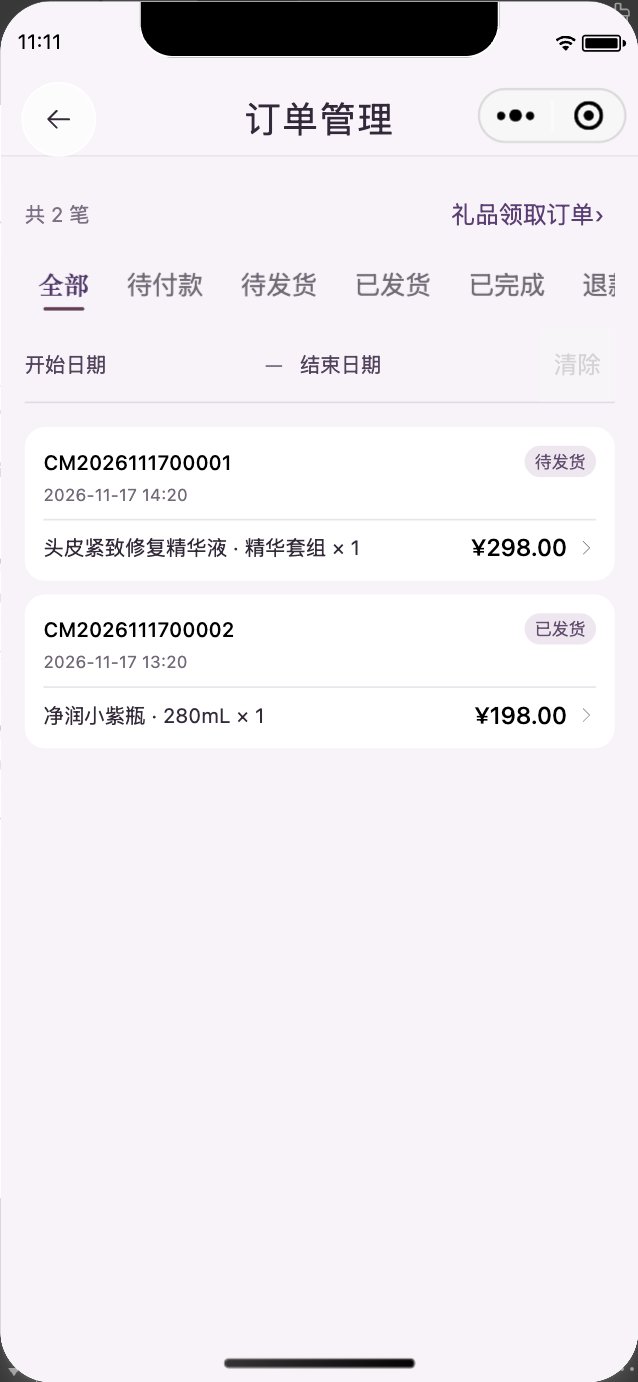 11:11
订单管理
共 2 笔
礼品领取订单›
全部 待付款 待发货 已发货 已完成 退
开始日期 — 结束日期 清除
CM2026111700001 待发货
2026-11-17 14:20
头皮紧致修复精华液 · 精华套组 × 1 ¥298.00
CM2026111700002 已发货
2026-11-17 13:20
净润小紫瓶 · 280mL × 1 ¥198.00